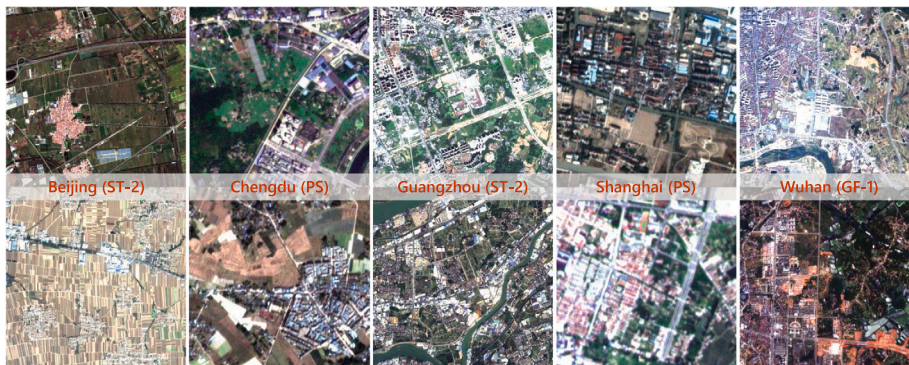 Beijing (ST-2)
Chengdu (PS)
Guangzhou (ST-2)
Shanghai (PS)
Wuhan (GF-1)